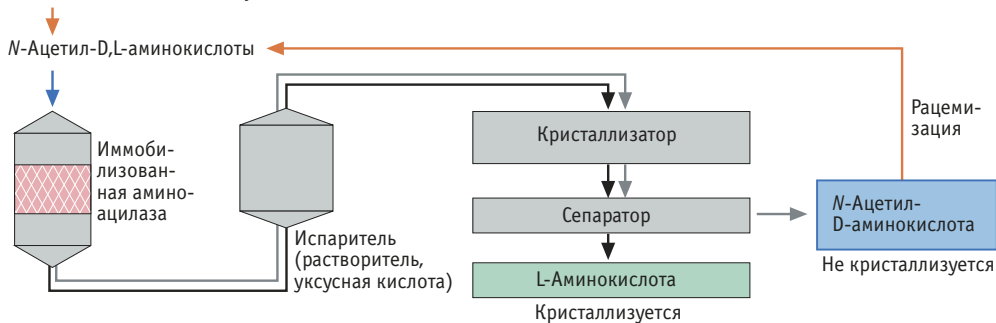 N-Ацетил-D,L-аминокислоты
Иммоби-
лизован-
ная амино-
ацилаза
Испаритель
(растворитель,
уксусная кислота)
Кристаллизатор
Сепаратор
L-Аминокислота
Кристаллизуется
Рацеми-
зация
N-Ацетил-
D-аминокислота
Не кристаллизуется